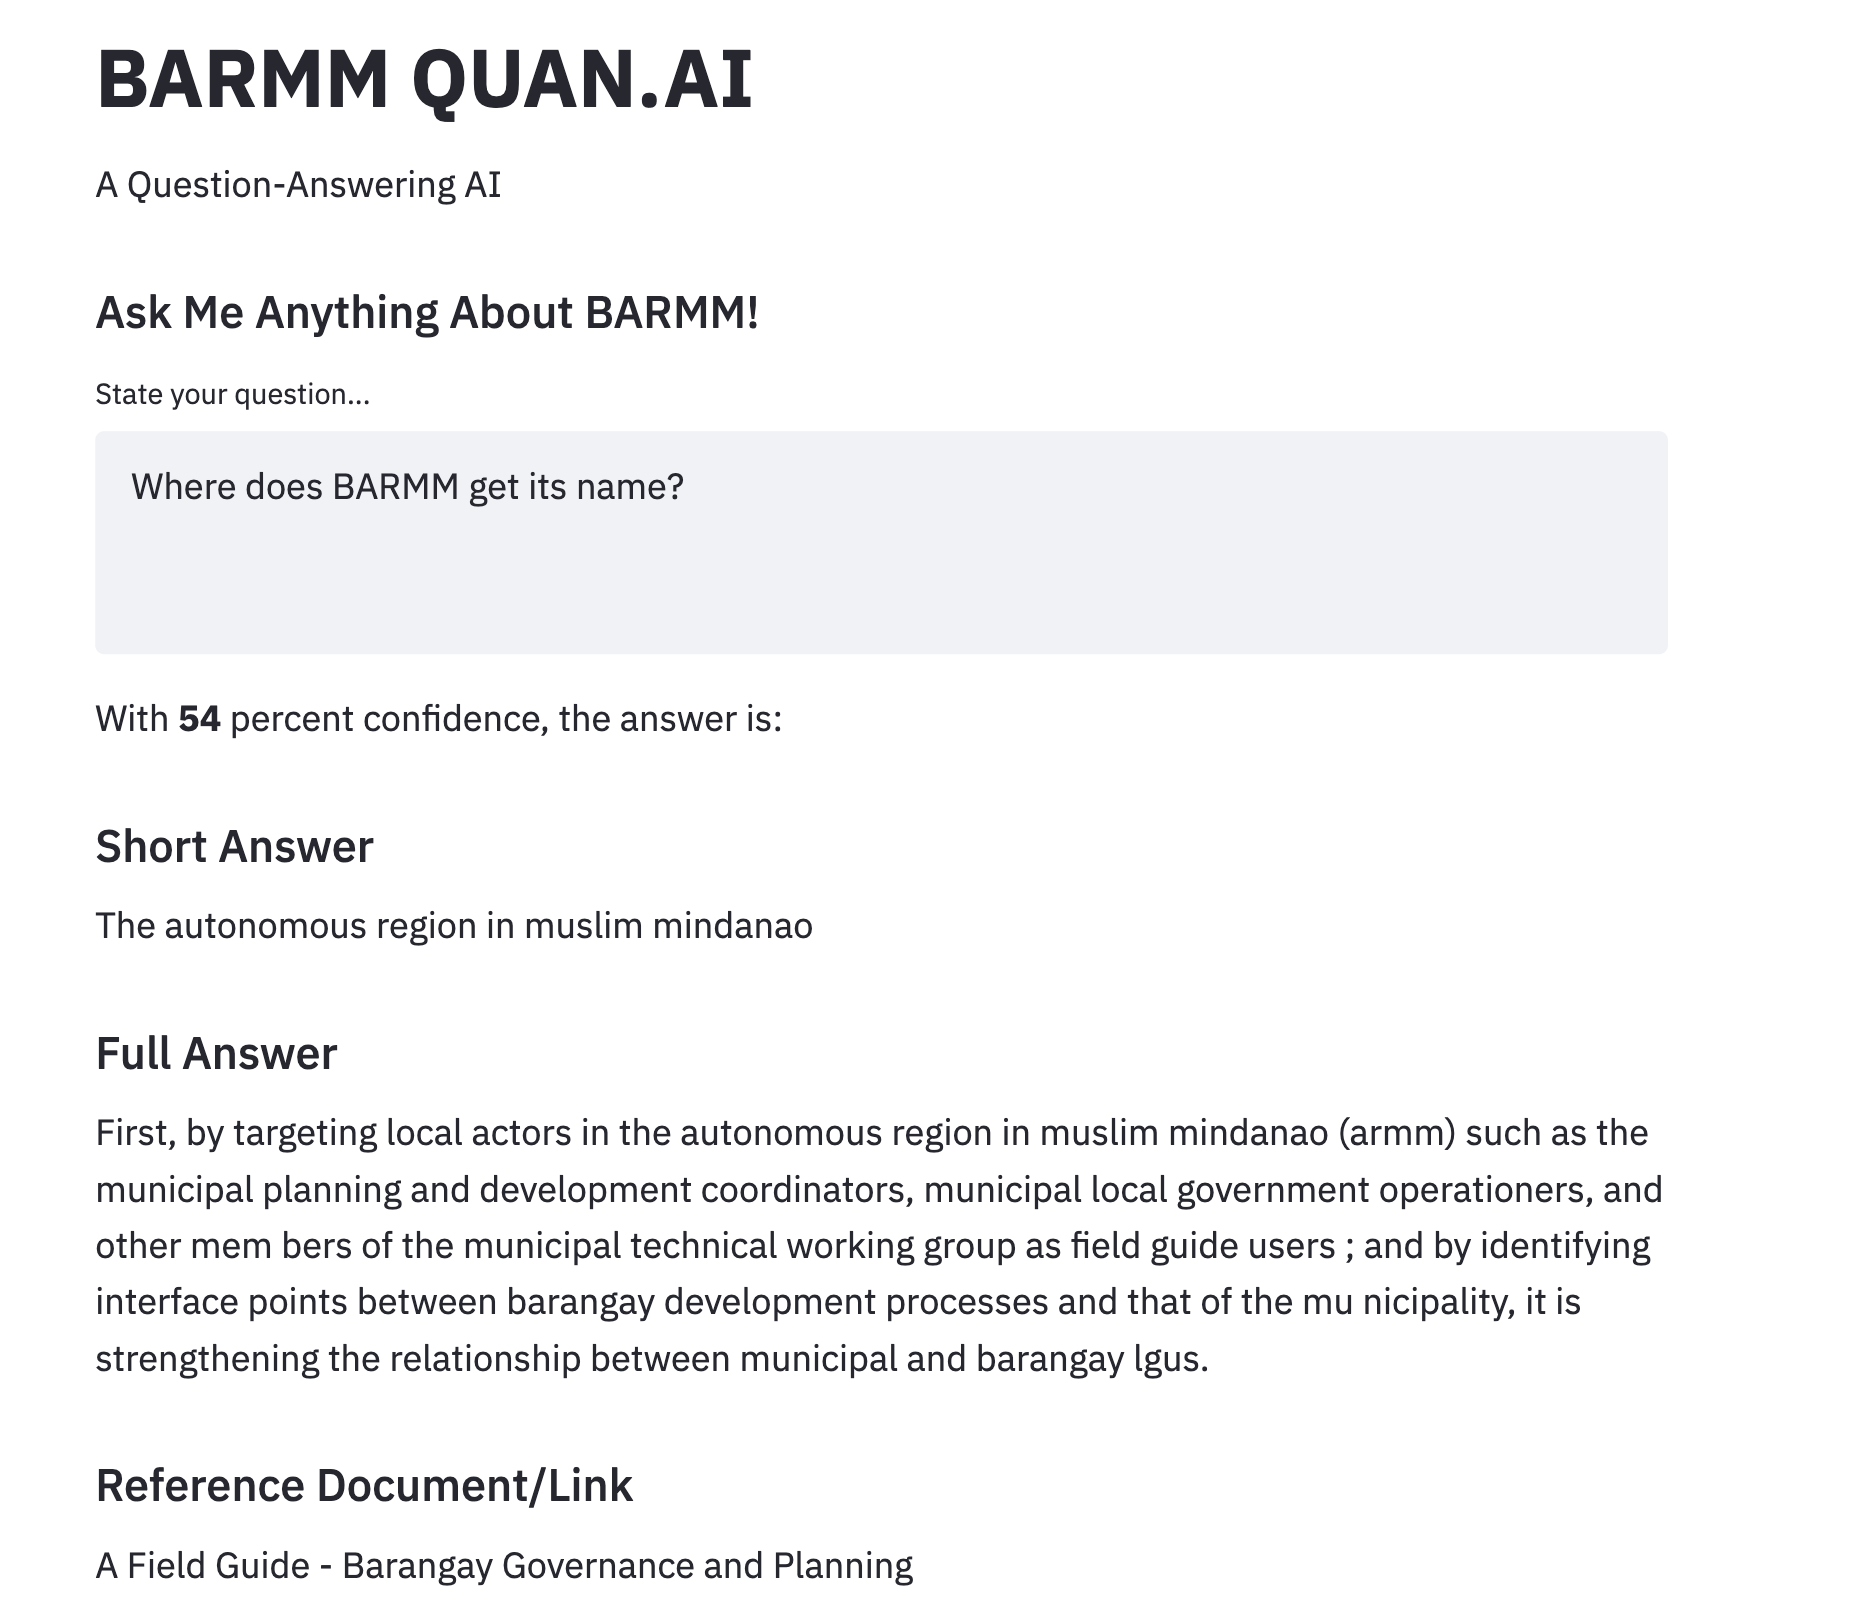 BARMM QUAN.AI
A Question-Answering AI
Ask Me Anything About BARMM!
State your question...
Where does BARMM get its name?
With 54 percent confidence, the answer is:
Short Answer
The autonomous region in muslim mindanao
Full Answer
First, by targeting local actors in the autonomous region in muslim mindanao (armm) such as the
municipal planning and development coordinators, municipal local government operationers, and
other mem bers of the municipal technical working group as field guide users ; and by identifying
interface points between barangay development processes and that of the mu nicipality, it is
strengthening the relationship between municipal and barangay lgus.
Reference Document/Link
A Field Guide - Barangay Governance and Planning